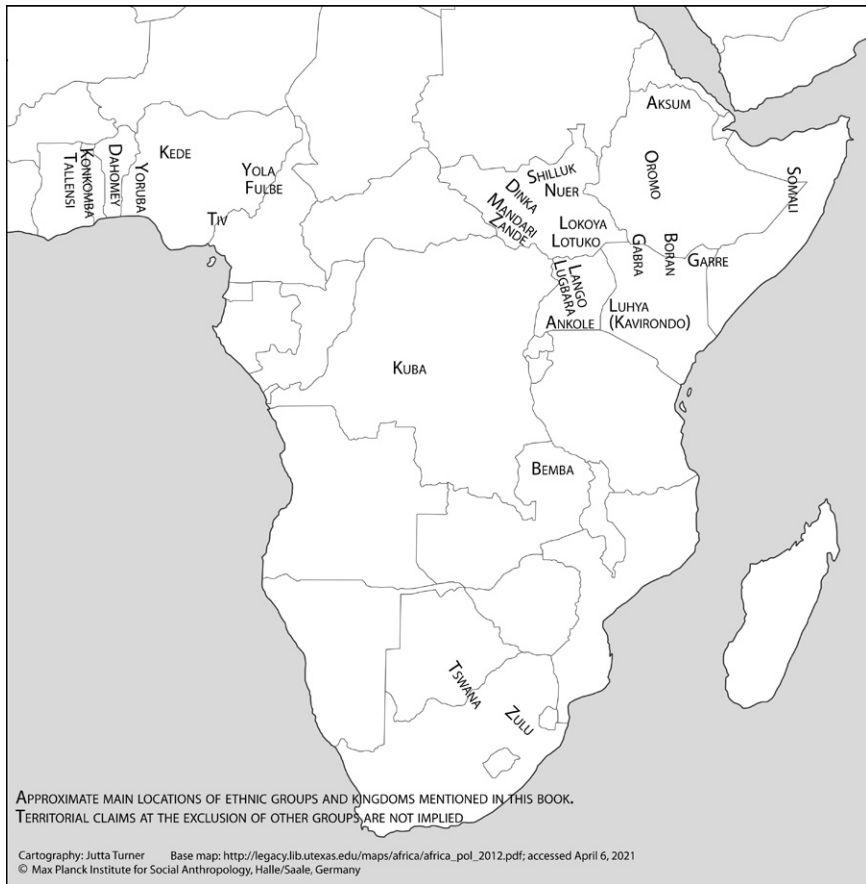 AKSUM
KEDE
YOLA
FULBE
TIV
YORUBA
DAHOMEY
KONKOMBA
TALLENSI
SHILLUK
NUER
DINKA
MANDARI
ZANDE
LOKOYA
LOTUKO
OROMO
SOMALI
GABRA
BORAN
GARRE
LANGO
LUGBARA
ANKOLE
LUHYA
(KAVIRONDO)
KUBA
BEMBA
TSWANA
ZULU
APPROXIMATE MAIN LOCATIONS OF ETHNIC GROUPS AND KINGDOMS MENTIONED IN THIS BOOK.
TERRITORIAL CLAIMS AT THE EXCLUSION OF OTHER GROUPS ARE NOT IMPLIED
Cartography: Jutta Turner Base map: http://legacy.lib.utexas.edu/maps/africa/africa_pol_2012.pdf; accessed April 6, 2021
© Max Planck Institute for Social Anthropology, Halle/Saale, Germany